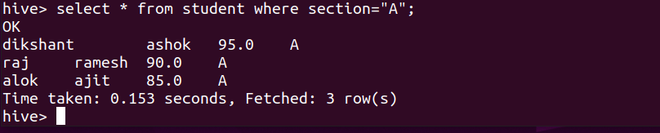 hive> select * from student where section="A";
OK
dikshant	ashok	95.0	A
raj	ramesh	90.0	A
alok	ajit	85.0	A
Time taken: 0.153 seconds, Fetched: 3 row(s)
hive>